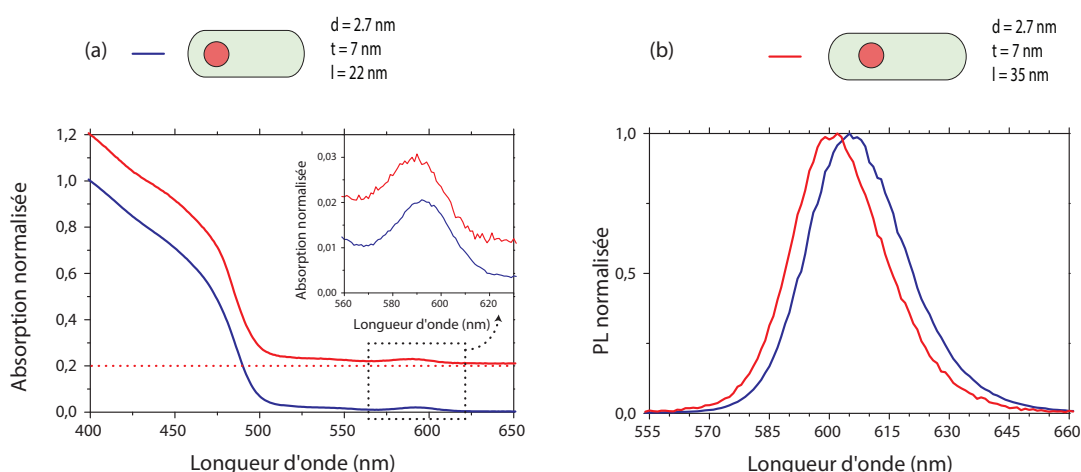 (a)
d = 2.7 nm
t = 7 nm
l = 22 nm
(b)
d = 2.7 nm
t = 7 nm
l = 35 nm
Absorption normalisée
1,2
1,0
0,8
0,6
0,4
0,2
0,0
400 450 500 550 600 650
Longueur d'onde (nm)
Absorption normalisée
0,03
0,02
0,01
0,00
560 580 600 620
Longueur d'onde (nm)
PL normalisée
1,0
0,5
0,0
555 570 585 600 615 630 645 660
Longueur d'onde (nm)